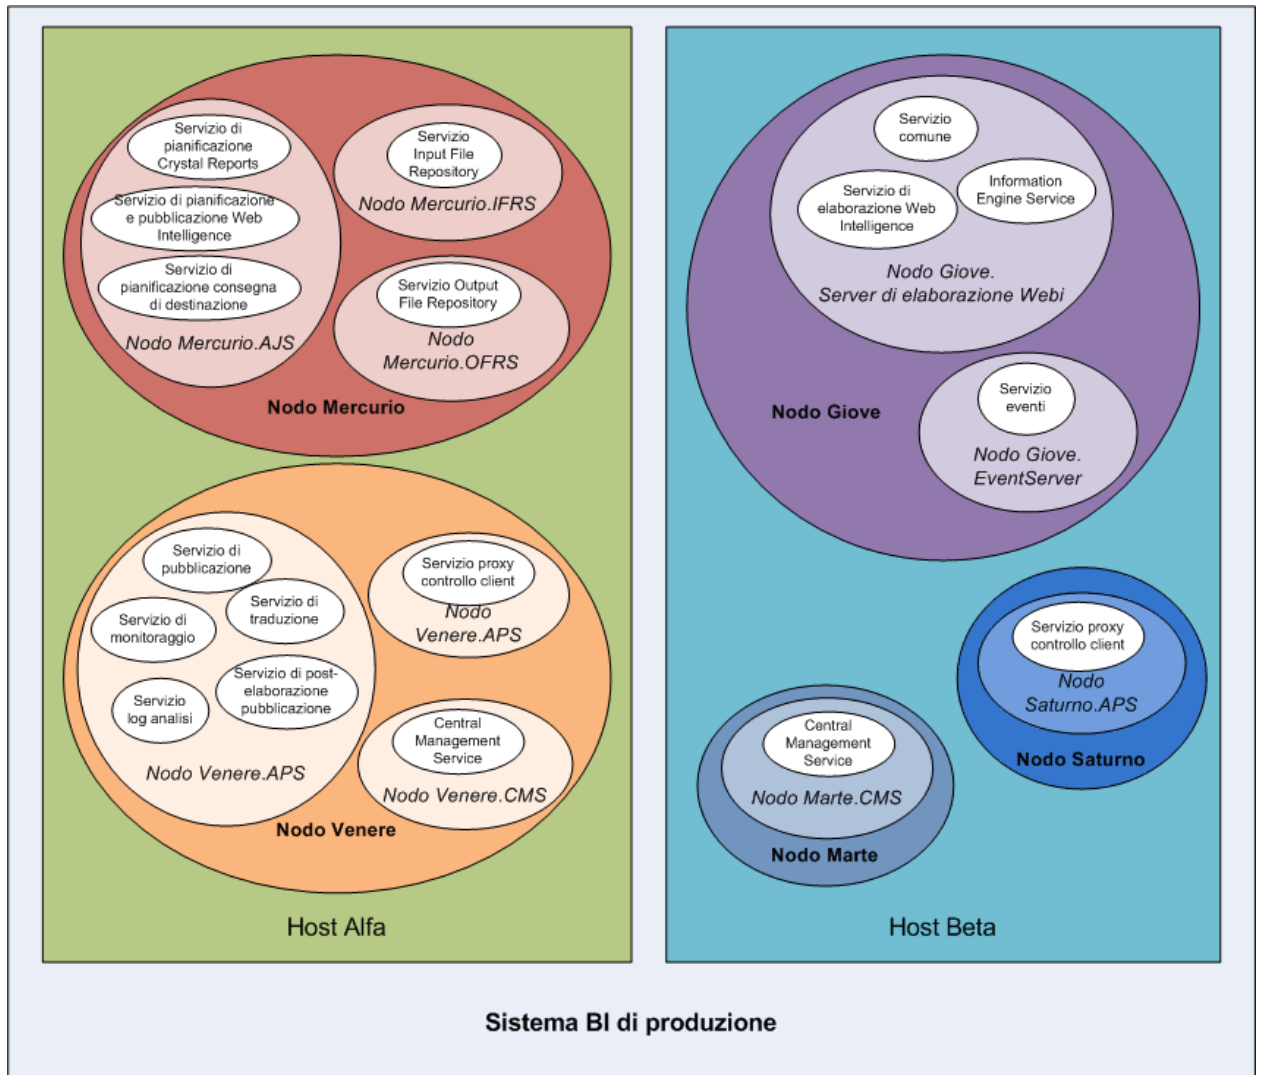 Servizio di
pianificazione
Crystal Reports
Servizio di pianificazione
e pubblicazione Web
Intelligence
Servizio di
pianificazione consegna
di destinazione
Nodo Mercurio.AJS
Servizio
Input File
Repository
Nodo Mercurio.IFRS
Servizio Output
File Repository
Nodo
Mercurio.OFRS
Nodo Mercurio
Servizio di
pubblicazione
Servizio di
traduzione
Servizio di
monitoraggio
Servizio di post-
elaborazione
pubblicazione
Servizio
log analisi
Nodo Venere.APS
Servizio proxy
controllo client
Nodo
Venere.APS
Central
Management
Service
Nodo Venere.CMS
Nodo Venere
Host Alfa
Servizio
comune
Servizio di
elaborazione Web
Intelligence
Information
Engine Service
Nodo Giove.
Server di elaborazione Webi
Servizio
eventi
Nodo Giove.
EventServer
Nodo Giove
Servizio proxy
controllo client
Nodo
Saturno.APS
Nodo Saturno
Central
Management
Service
Nodo Marte.CMS
Nodo Marte
Host Beta
Sistema BI di produzione